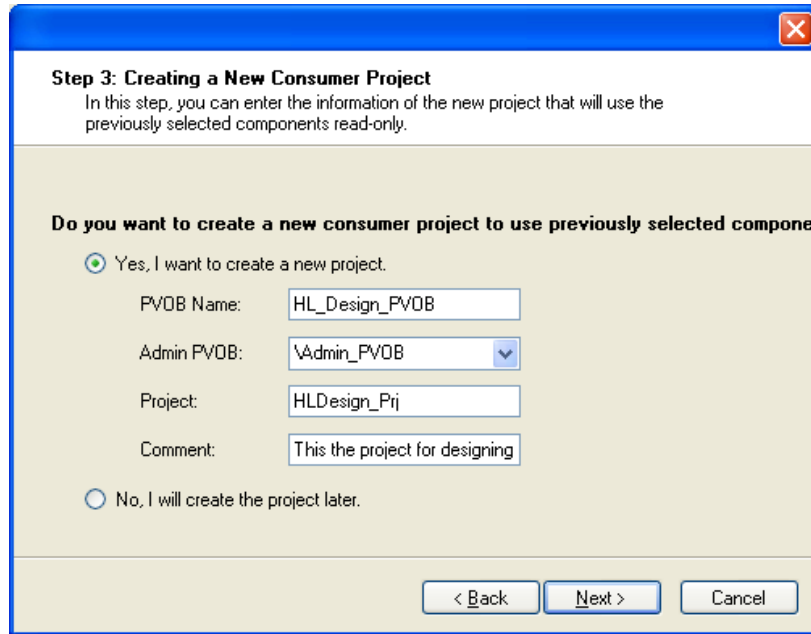 Step 3: Creating a New Consumer Project
In this step, you can enter the information of the new project that will use the
previously selected components read-only.
Do you want to create a new consumer project to use previously selected compone
Yes, I want to create a new project.
PVOB Name: HL_Design_PVOB
Admin PVOB: \Admin_PVOB
Project: HLDesign_Prj
Comment: This the project for designing
No, I will create the project later.
< Back Next > Cancel